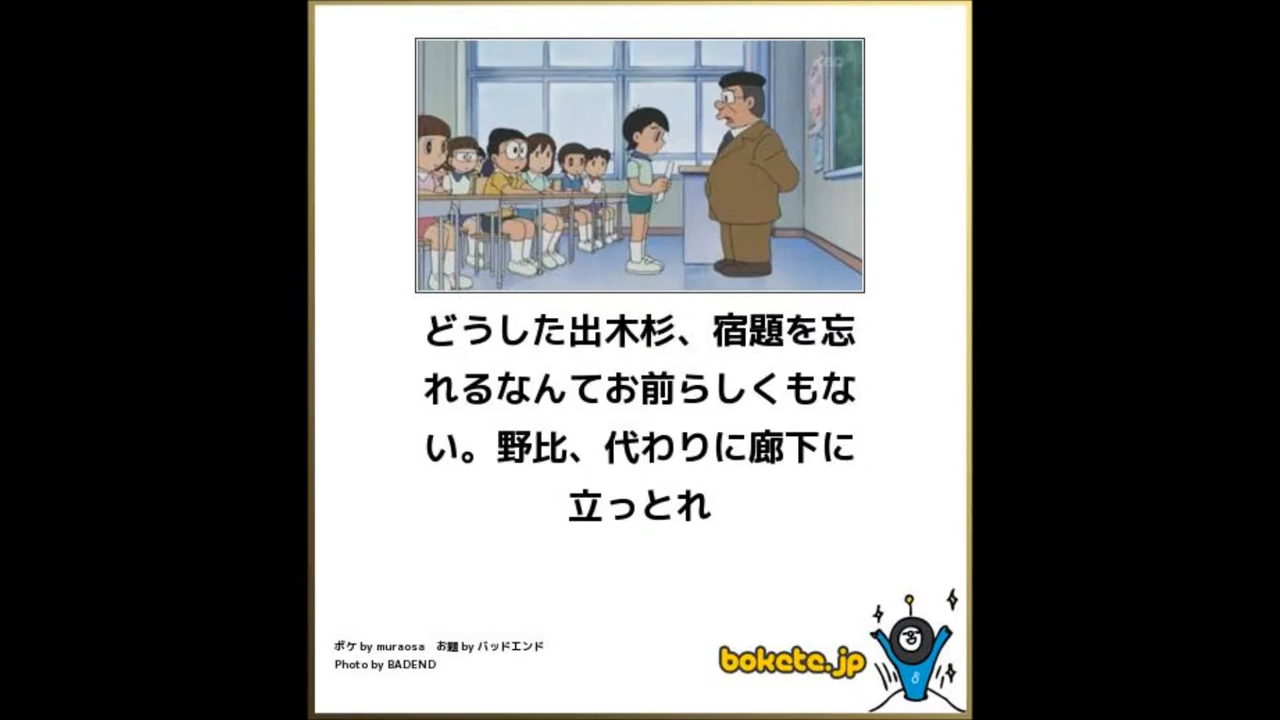 どうした出木杉、宿題を忘
れるなんてお前らしくもな
い。野比、代わりに廊下に
立っとれ
ボケ by muraosa　お題 by バッドエンド
Photo by BADEND
bokete.jp